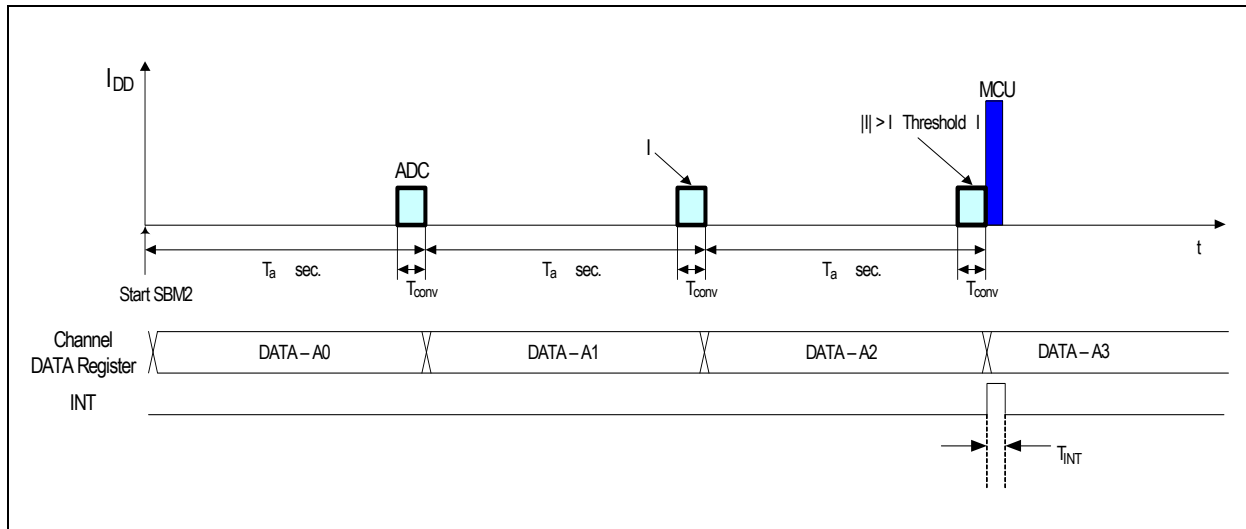 I DD
MCU
||I| > I Threshold I
I
ADC
t
Ta sec.
Ta sec.
Ta sec.
Tconv
Tconv
Tconv
Start SBM2
Channel
DATA Register
DATA – A0
DATA – A1
DATA – A2
DATA – A3
INT
TINT